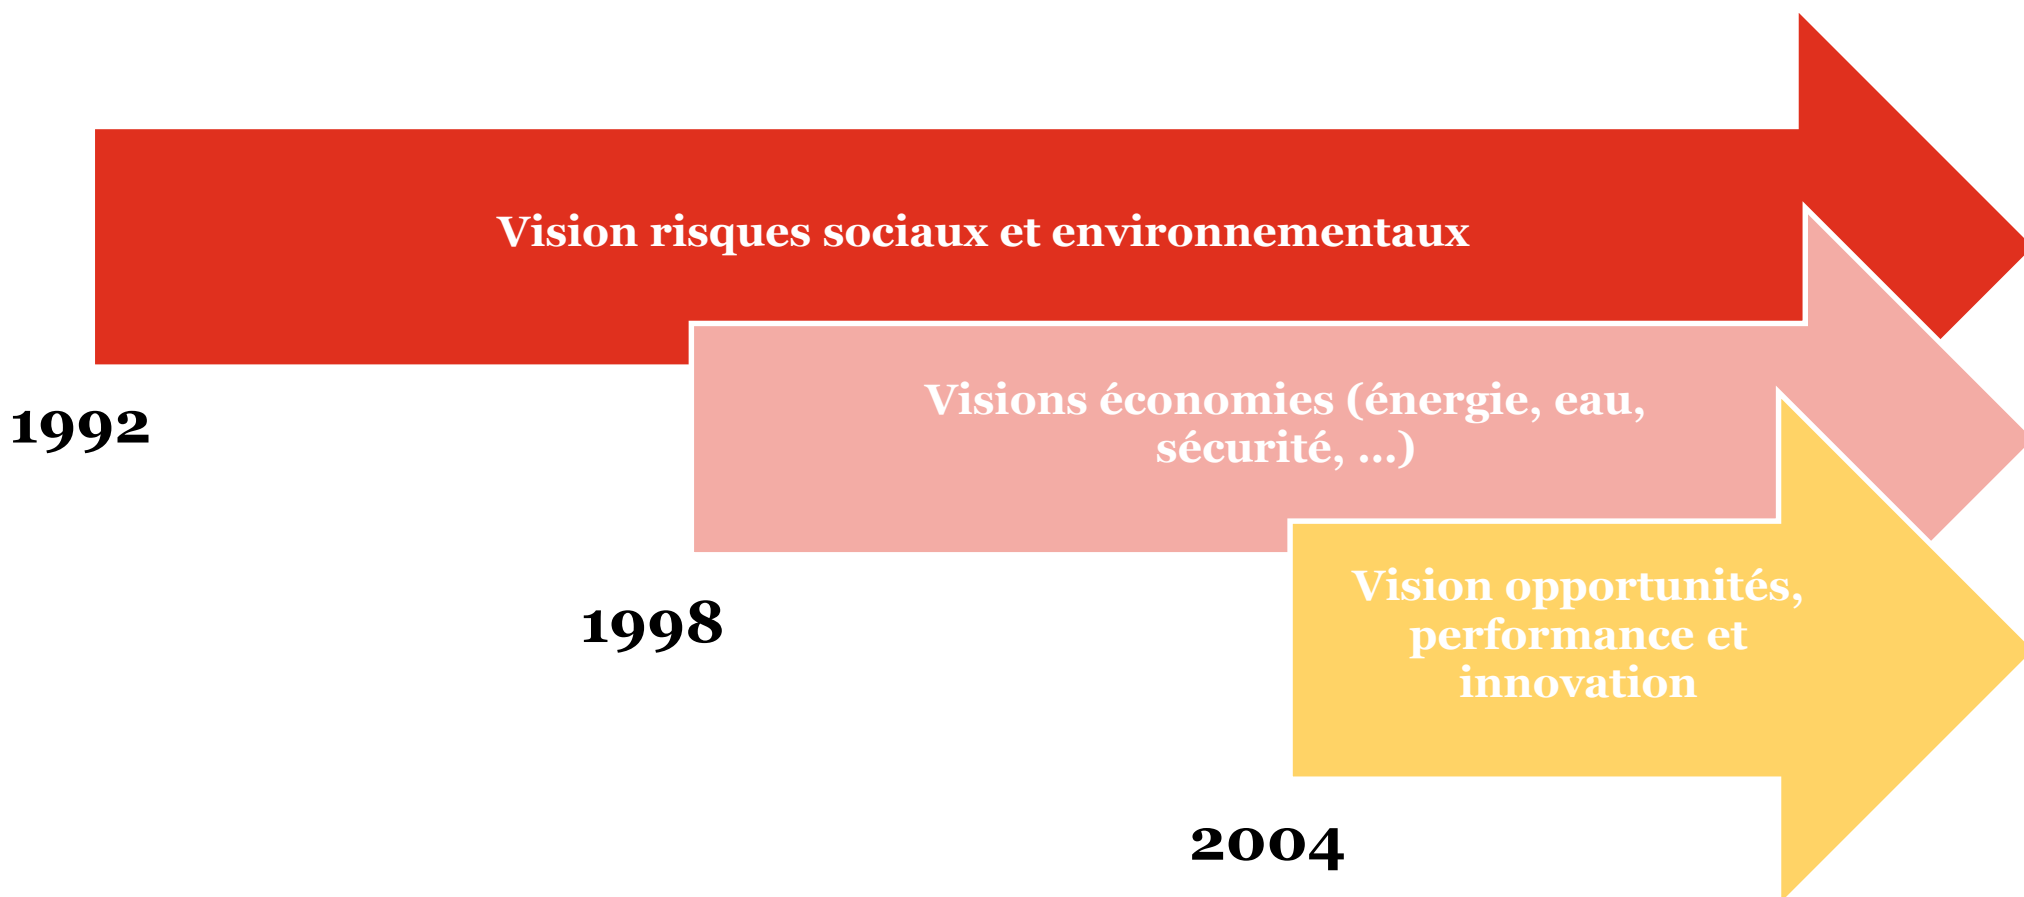 Vision risques sociaux et environnementaux
1992
Visions économies (énergie, eau,
sécurité, ...)
1998
Vision opportunités,
performance et
innovation
2004